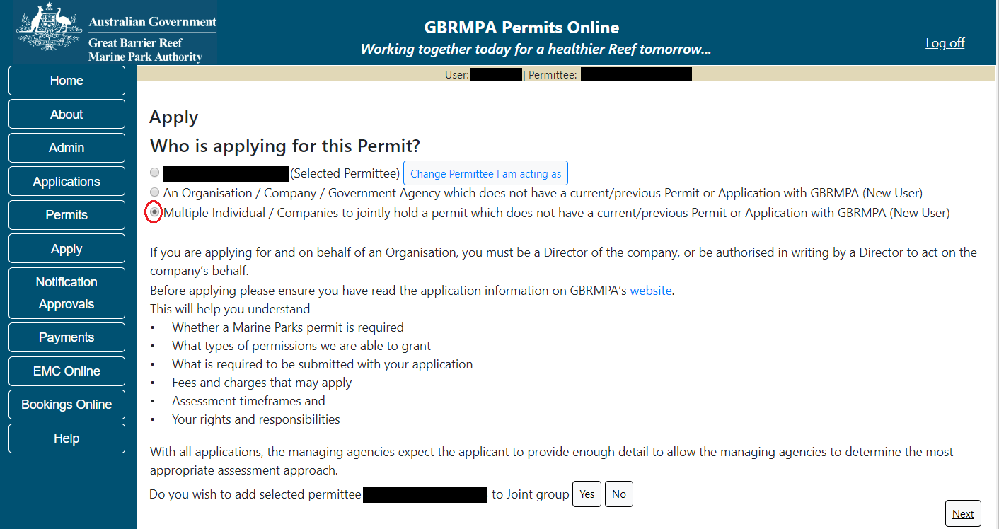 Australian Government
Great Barrier Reef
Marine Park Authority
GBRMPA Permits Online
Working together today for a healthier Reef tomorrow...
Log off
User: | Permittee:
Home
About
Admin
Applications
Permits
Apply
Notification
Approvals
Payments
EMC Online
Bookings Online
Help
Apply
Who is applying for this Permit?
(Selected Permittee) Change Permittee I am acting as
An Organisation / Company / Government Agency which does not have a current/previous Permit or Application with GBRMPA (New User)
Multiple Individual / Companies to jointly hold a permit which does not have a current/previous Permit or Application with GBRMPA (New User)
If you are applying for and on behalf of an Organisation, you must be a Director of the company, or be authorised in writing by a Director to act on the
company’s behalf.
Before applying please ensure you have read the application information on GBRMPA’s website.
This will help you understand
• Whether a Marine Parks permit is required
• What types of permissions we are able to grant
• What is required to be submitted with your application
• Fees and charges that may apply
• Assessment timeframes and
• Your rights and responsibilities
With all applications, the managing agencies expect the applicant to provide enough detail to allow the managing agencies to determine the most
appropriate assessment approach.
Do you wish to add selected permittee to Joint group Yes No
Next